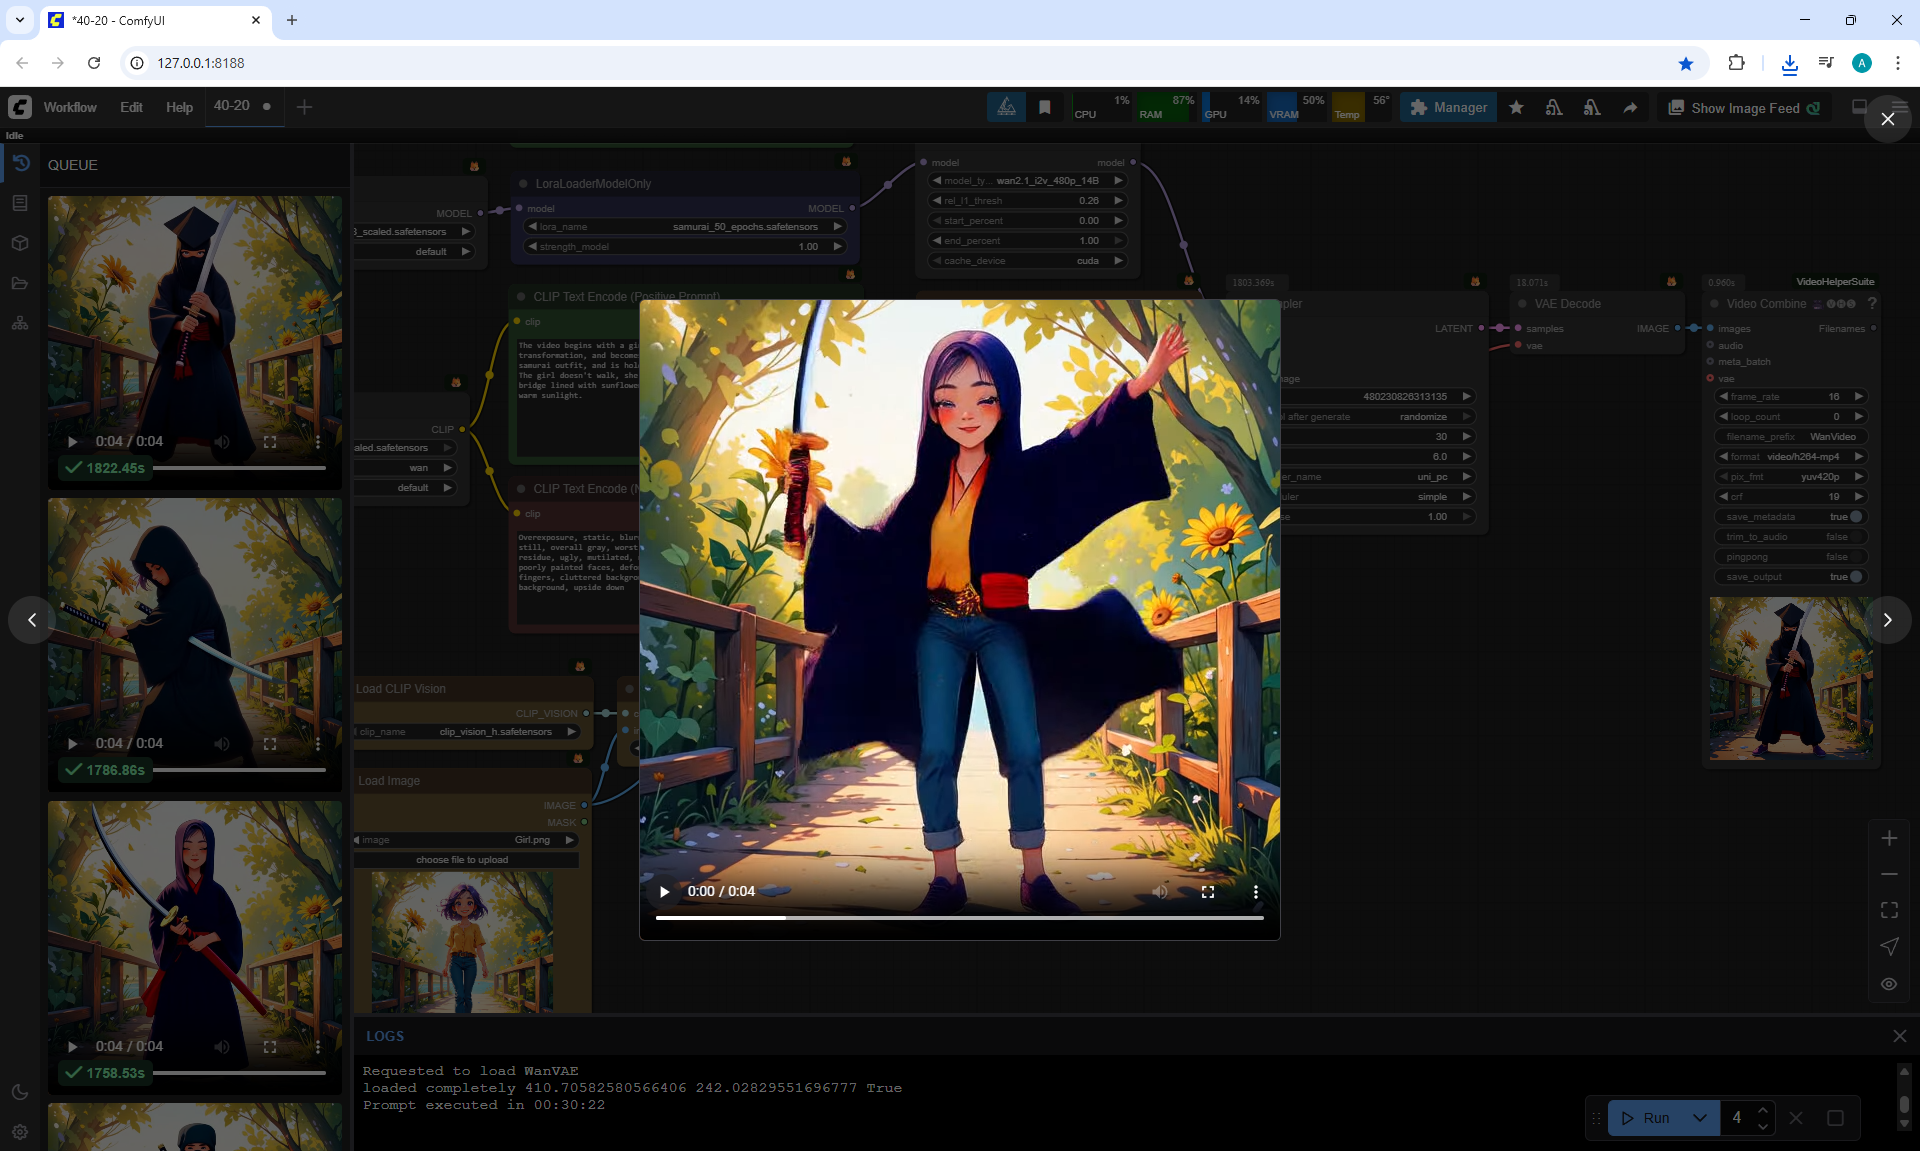 *40-20 - ComfyUI
127.0.0.1:8188
A
Workflow
Edit
Help
40-20
CPU 1%
RAM 87%
GPU 14%
VRAM 50%
Temp 56°
Manager
Show Image Feed
Idle
QUEUE
0:04 / 0:04
1822.45s
0:04 / 0:04
1786.86s
0:04 / 0:04
1758.53s
MODEL
_scaled.safetensors
default
LoraLoaderModelOnly
model
MODEL
lora_name samurai_50_epochs.safetensors
strength_model 1.00
model
model
model_ty... wan2.1_i2v_480p_14B
rel_l1_thresh 0.26
start_percent 0.00
end_percent 1.00
cache_device cuda
CLIP
aled.safetensors
wan
default
CLIP Text Encode (Positive Prompt)
clip
The video begins with a gi
transformation, and become
samurai outfit, and is hol
The girl doesn't walk, she
bridge lined with sunflowe
warm sunlight.
CLIP Text Encode (N
clip
Overexposure, static, blur
still, overall gray, worst
residue, ugly, mutilated,
poorly painted faces, defo
fingers, cluttered backgro
background, upside down
Load CLIP Vision
CLIP_VISION
clip_name clip_vision_h.safetensors
Load Image
IMAGE
MASK
image Girl.png
choose file to upload
0:00 / 0:04
1803.369s
pler
LATENT
age
480230826313135
ol after generate randomize
30
6.0
er_name uni_pc
uler simple
se 1.00
18.071s
VAE Decode
samples
IMAGE
vae
0.960s
VideoHelperSuite
Video Combine
VHS
?
images
Filenames
audio
meta_batch
vae
frame_rate 16
loop_count 0
filename_prefix WanVideo
format video/h264-mp4
pix_fmt yuv420p
crf 19
save_metadata true
trim_to_audio false
pingpong false
save_output true
LOGS
Requested to load WanVAE
loaded completely 410.70582580566406 242.02829551696777 True
Prompt executed in 00:30:22
Run
4